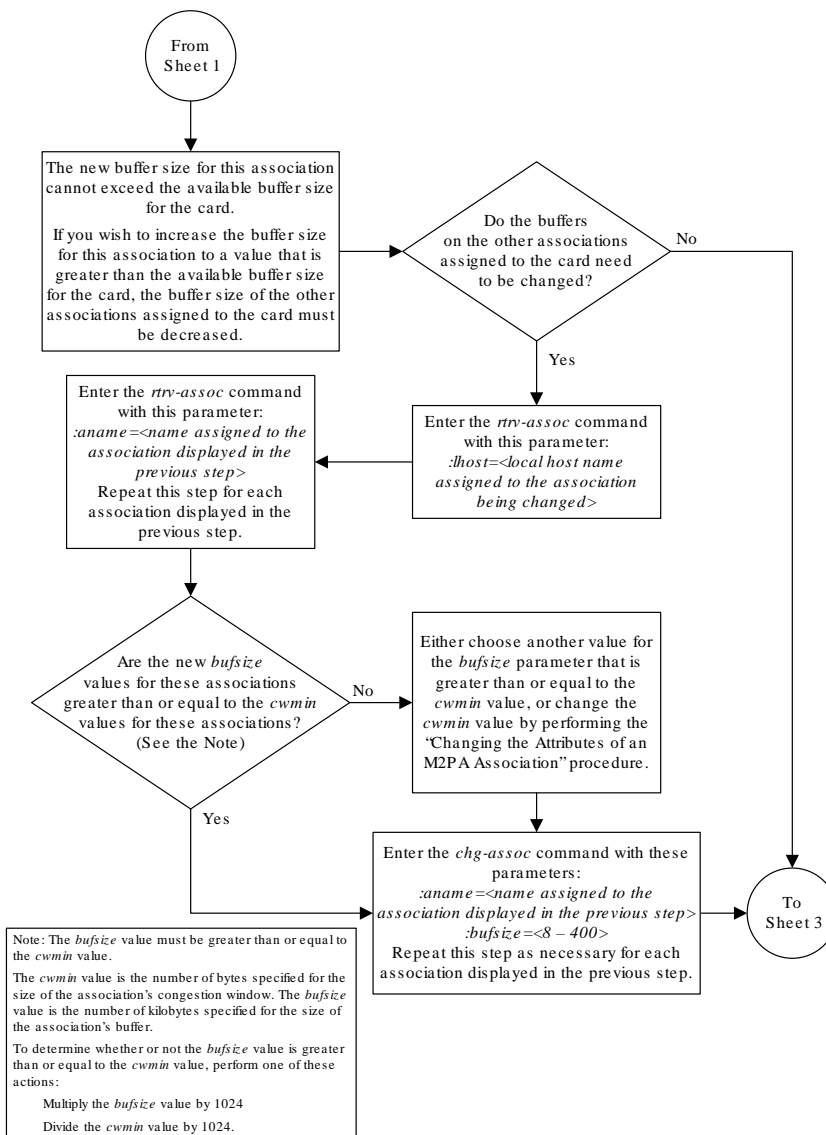 From
Sheet 1
The new buffer size for this association
cannot exceed the available buffer size
for the card.
If you wish to increase the buffer size
for this association to a value that is
greater than the available buffer size
for the card, the buffer size of the other
associations assigned to the card must
be decreased.
Do the buffers
on the other associations
assigned to the card need
to be changed?
No
Yes
Enter the rtrv-assoc command
with this parameter:
:lhost=<local host name
assigned to the association
being changed>
Enter the rtrv-assoc command
with this parameter:
:aname=<name assigned to the
association displayed in the
previous step>
Repeat this step for each
association displayed in the
previous step.
Are the new bufsize
values for these associations
greater than or equal to the cwmin
values for these associations?
(See the Note)
No
Yes
Either choose another value for
the bufsize parameter that is
greater than or equal to the
cwmin value, or change the
cwmin value by performing the
“Changing the Attributes of an
M2PA Association” procedure.
Enter the chg-assoc command with these
parameters:
:aname=<name assigned to the
association displayed in the previous step>
:bufsize=<8 – 400>
Repeat this step as necessary for each
association displayed in the previous step.
To
Sheet 3
Note: The bufsize value must be greater than or equal to
the cwmin value.
The cwmin value is the number of bytes specified for the
size of the association’s congestion window. The bufsize
value is the number of kilobytes specified for the size of
the association’s buffer.
To determine whether or not the bufsize value is greater
than or equal to the cwmin value, perform one of these
actions:
Multiply the bufsize value by 1024
Divide the cwmin value by 1024.